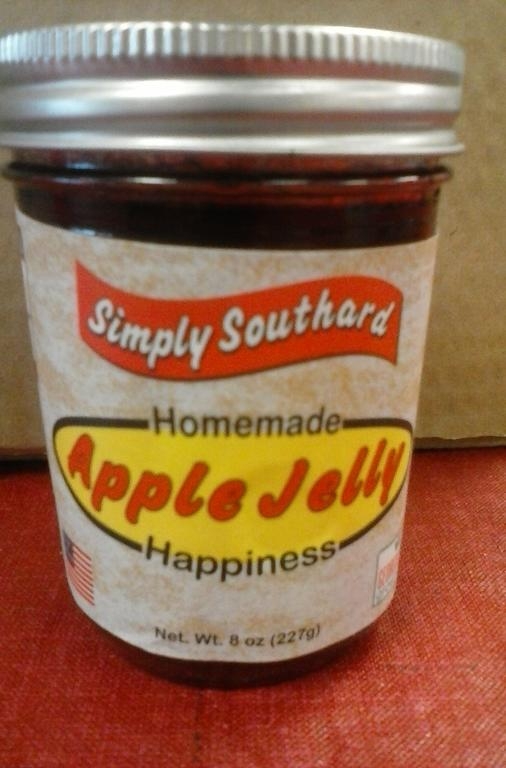 Simply Southard
Homemade
Apple Jelly
Happiness
Net. Wt. 8 oz (227g)